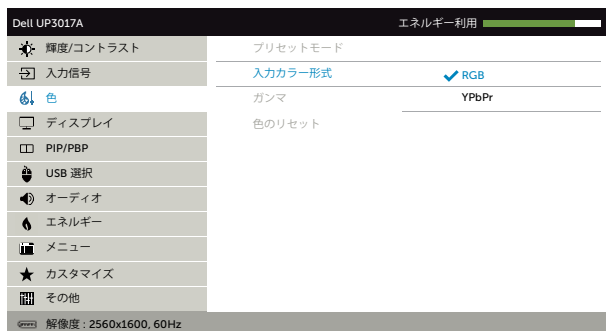 Dell UP3017A
エネルギー利用
輝度/コントラスト
プリセットモード
入力信号
入力カラー形式
RGB
色
ガンマ
YPbPr
ディスプレイ
色のリセット
PIP/PBP
USB 選択
オーディオ
エネルギー
メニュー
カスタマイズ
その他
解像度 : 2560x1600, 60Hz